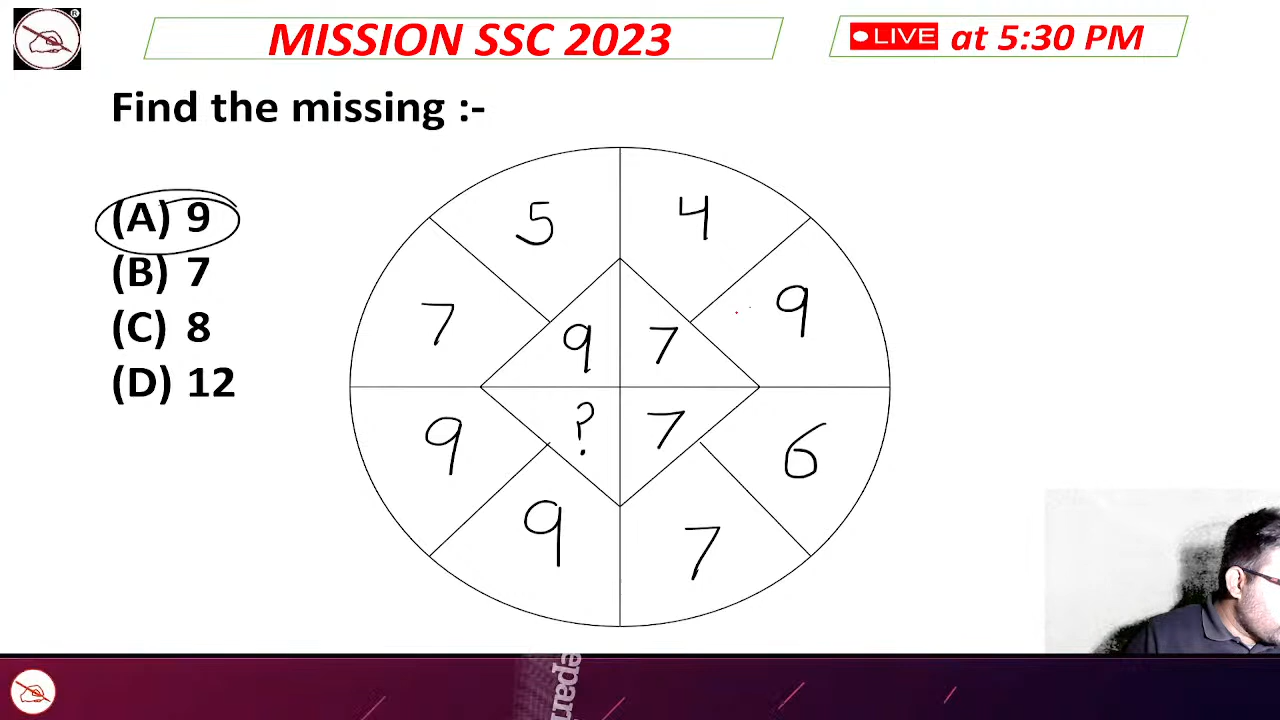 MISSION SSC 2023
LIVE at 5:30 PM
Find the missing :-
(A) 9
(B) 7
(C) 8
(D) 12
5 4
7 9
9 7
? 7
9 6
9 7
epari